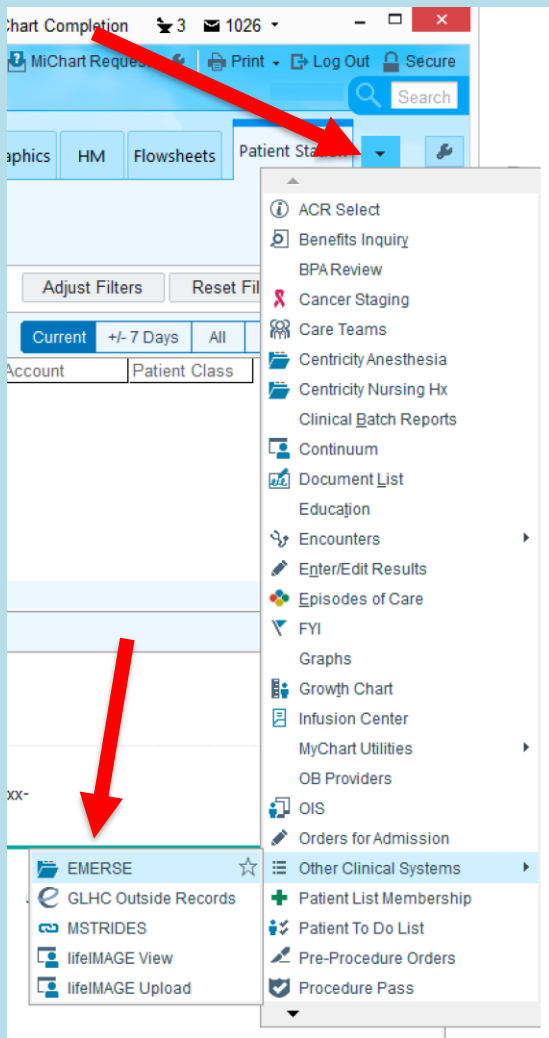 Chart Completion 3 1026
MiChart Reque Print Log Out Secure
Search
aphics HM Flowsheets Patient Station
Adjust Filters Reset Fil
Current +/- 7 Days All
Account Patient Class
ACR Select
Benefits Inquiry
BPA Review
Cancer Staging
Care Teams
Centricity Anesthesia
Centricity Nursing Hx
Clinical Batch Reports
Continuum
Document List
Education
Encounters
Enter/Edit Results
Episodes of Care
FYI
Graphs
Growth Chart
Infusion Center
MyChart Utilities
OB Providers
xx-
OIS
Orders for Admission
Other Clinical Systems
Patient List Membership
Patient To Do List
Pre-Procedure Orders
Procedure Pass
EMERSE
GLHC Outside Records
MSTRIDES
lifeIMAGE View
lifeIMAGE Upload